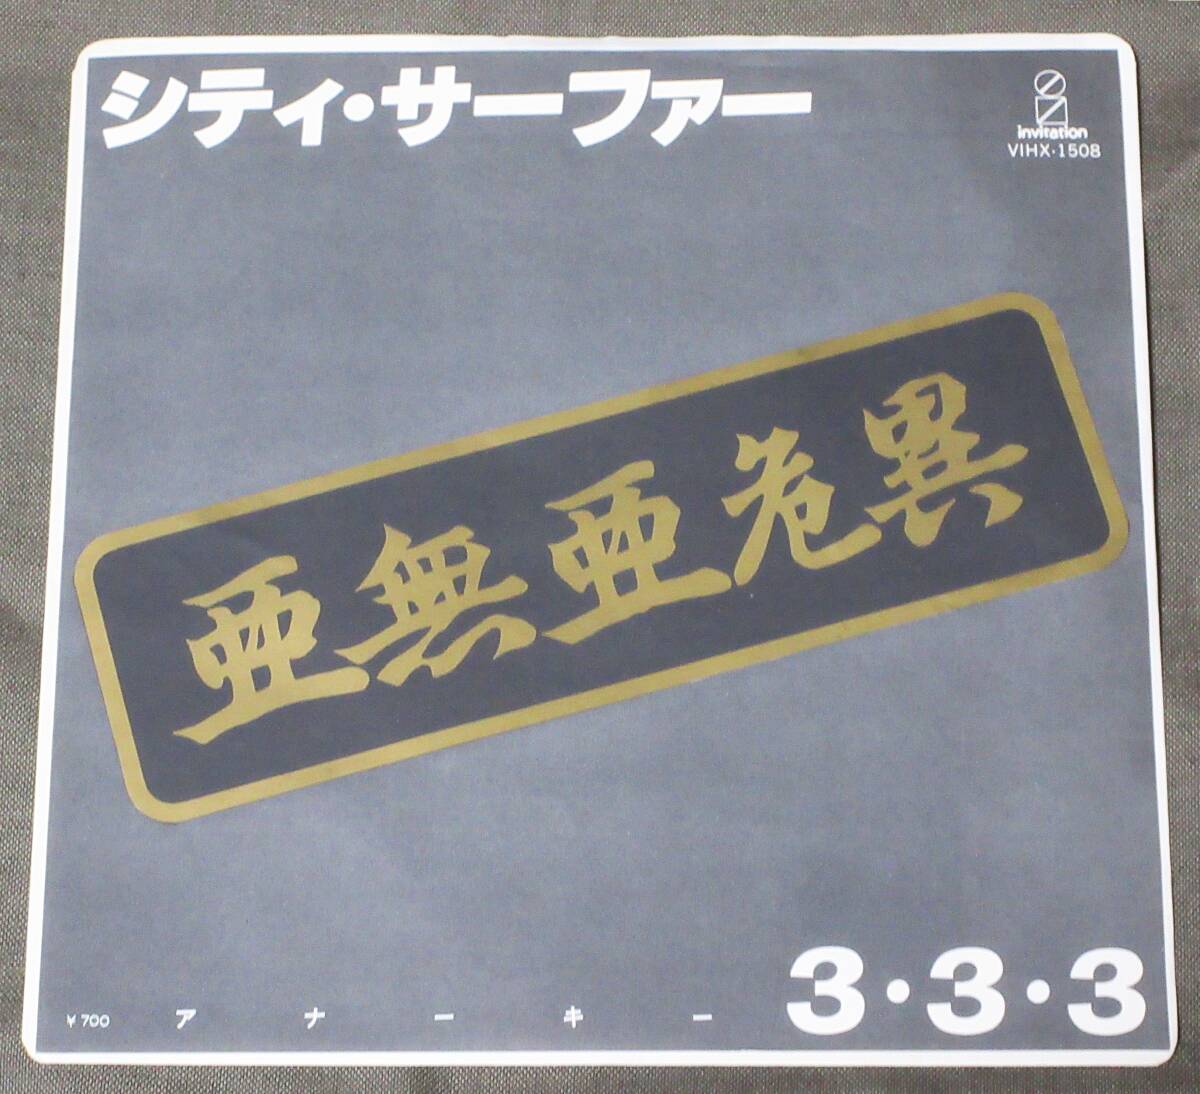 シティ・サーファー
invitation
VIHX・1508
亜無亜危異
3・3・3
¥700 アナーキー